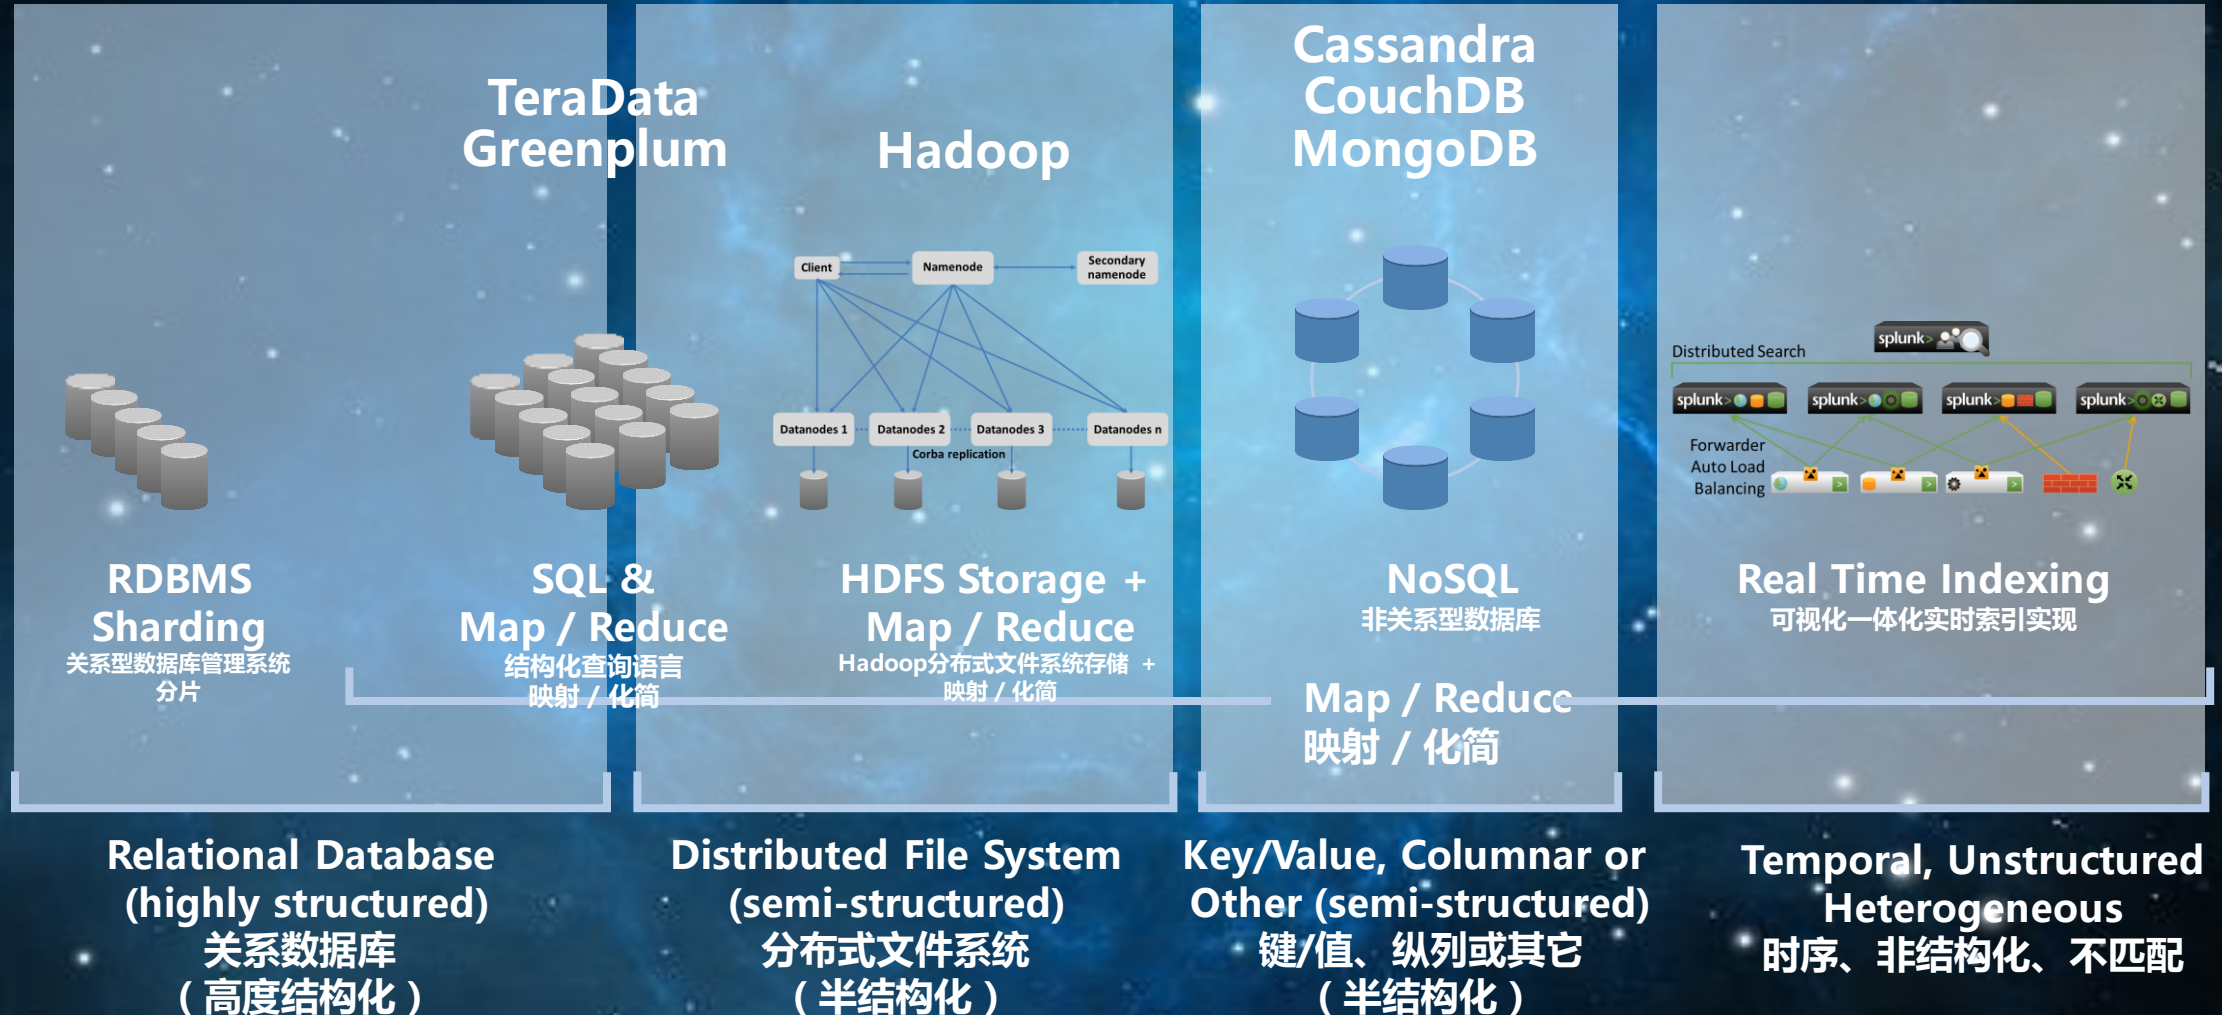 TeraData
Greenplum
RDBMS
Sharding
关系型数据库管理系统
分片
SQL &
Map / Reduce
结构化查询语言
映射 / 化简
Hadoop
Client
Namenode
Secondary
namenode
Datanodes 1
Datanodes 2
Datanodes 3
Datanodes n
Corba replication
HDFS Storage +
Map / Reduce
Hadoop分布式文件系统存储 +
映射 / 化简
Cassandra
CouchDB
MongoDB
NoSQL
非关系型数据库
Map / Reduce
映射 / 化简
splunk>
Distributed Search
splunk>
splunk>
splunk>
splunk>
Forwarder
Auto Load
Balancing
>
>
>
Real Time Indexing
可视化一体化实时索引实现
Relational Database
(highly structured)
关系数据库
(高度结构化)
Distributed File System
(semi-structured)
分布式文件系统
(半结构化)
Key/Value, Columnar or
Other (semi-structured)
键/值、纵列或其它
(半结构化)
Temporal, Unstructured
Heterogeneous
时序、非结构化、不匹配